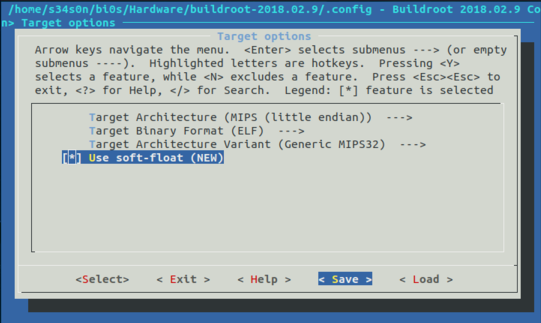 /home/s34s0n/bi0s/Hardware/buildroot-2018.02.9/.config - Buildroot 2018.02.9 Co
n> Target options
Target options
Arrow keys navigate the menu. <Enter> selects submenus ---> (or empty
submenus ----). Highlighted letters are hotkeys. Pressing <Y>
selects a feature, while <N> excludes a feature. Press <Esc><Esc> to
exit, <?> for Help, </> for Search. Legend: [*] feature is selected
Target Architecture (MIPS (little endian)) --->
Target Binary Format (ELF) --->
Target Architecture Variant (Generic MIPS32) --->
[*] Use soft-float (NEW)
<Select> < Exit > < Help > < Save > < Load >